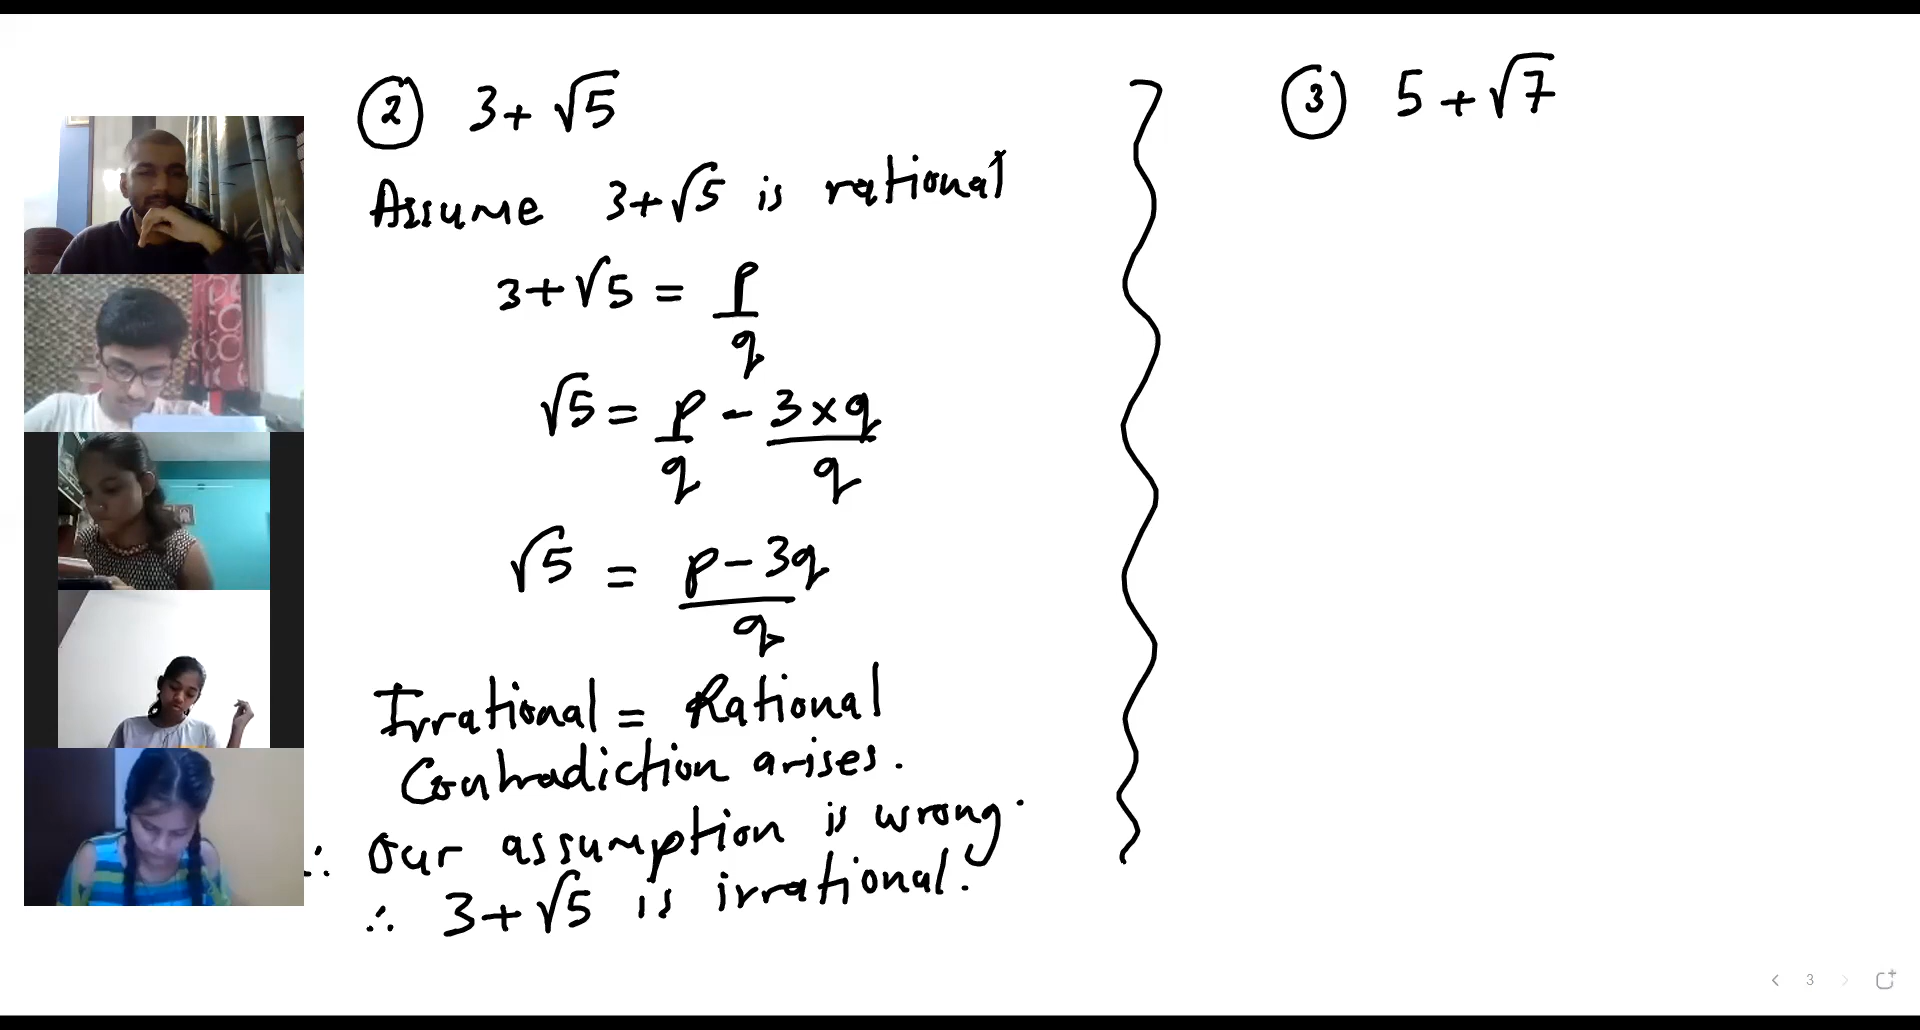 ② 3+√5
Assume 3+√5 is rational
3+√5 = p/q
√5 = p/q - 3×q/q
√5 = p-3q/q
Irrational = Rational
Contradiction arises.
∴ Our assumption is wrong.
∴ 3+√5 is irrational.
③ 5+√7
3